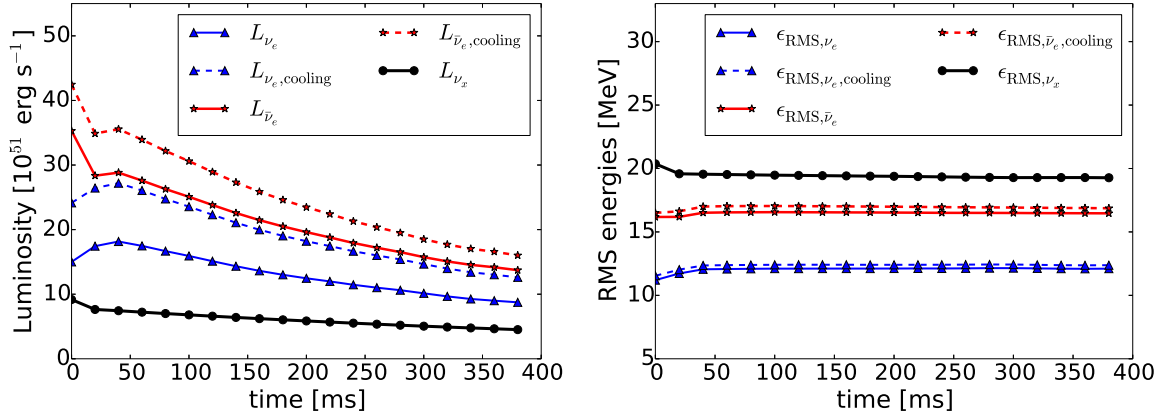 50
40
30
20
10
0
Luminosity [10^51 erg s^−1]
L_{ν_e}
L_{ν_e,cooling}
L_{ν̄_e}
L_{ν̄_e,cooling}
L_{ν_x}
0 50 100 150 200 250 300 350 400
time [ms]
30
25
20
15
10
5
RMS energies [MeV]
ϵ_{RMS,ν_e}
ϵ_{RMS,ν_e,cooling}
ϵ_{RMS,ν̄_e}
ϵ_{RMS,ν̄_e,cooling}
ϵ_{RMS,ν_x}
0 50 100 150 200 250 300 350 400
time [ms]